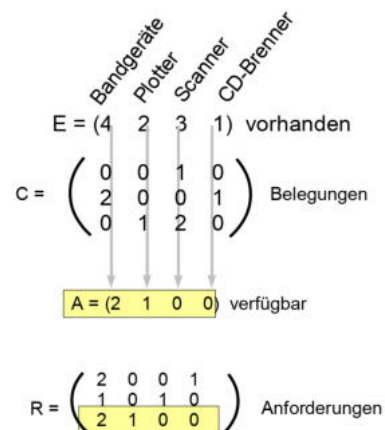 Bandgeräte Plotter Scanner CD-Brenner
E = (4 2 3 1) vorhanden
0 0 1 0
C = ( 2 0 0 1 ) Belegungen
0 1 2 0
A = (2 1 0 0) verfügbar
2 0 0 1
1 0 1 0
R = ( 2 1 0 0 ) Anforderungen